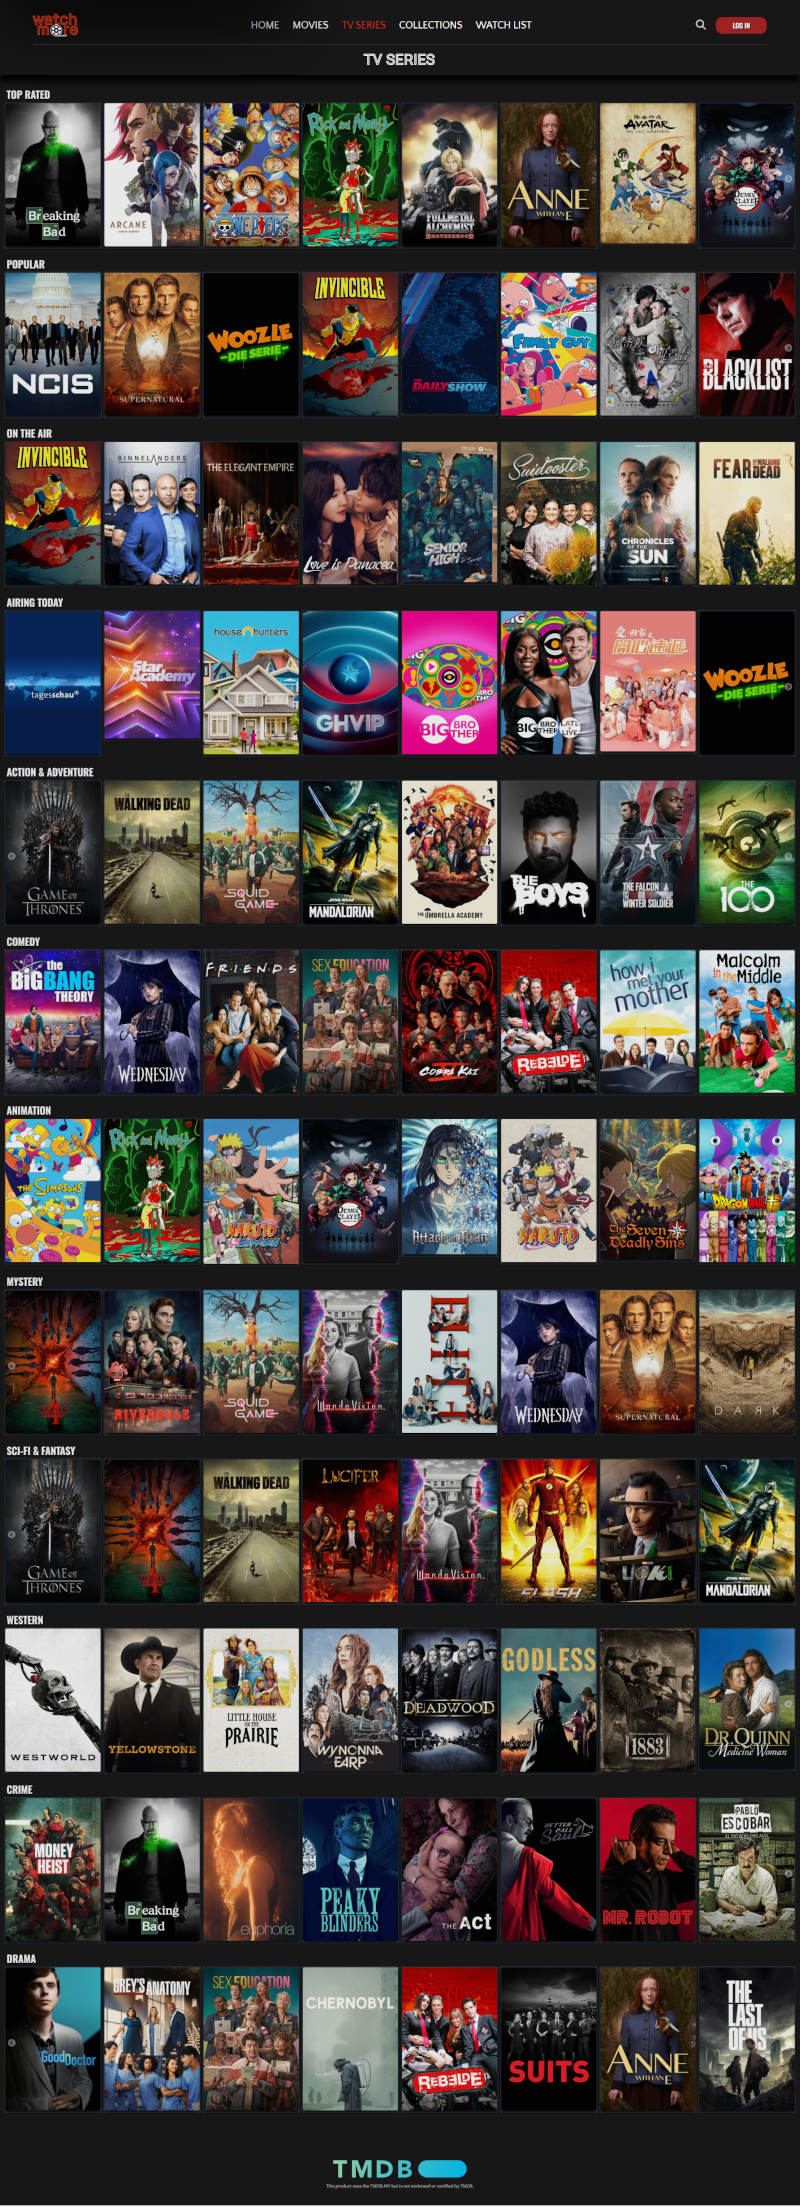 watch
more
HOME MOVIES TV SERIES COLLECTIONS WATCH LIST
LOG IN
TV SERIES
TOP RATED
Breaking
Bad
ARCANE
ONE PIECE
Rick and Morty
FULLMETAL
ALCHEMIST
BROTHERHOOD
ANNE
WITH AN E
AVATAR
THE LAST AIRBENDER
DEMON
SLAYER
POPULAR
NCIS
SUPERNATURAL
WOOZLE
-DIE SERIE-
INVINCIBLE
THE DAILY SHOW
FAMILY GUY
THE BLACKLIST
ON THE AIR
INVINCIBLE
BINNELANDERS
THE ELEGANT EMPIRE
Love is Panacea
SENIOR
HIGH
Suidooster
CHRONICLES
OF THE
SUN
FEAR THE WALKING
DEAD
AIRING TODAY
tagesschau
Star
Academy
house hunters
GHVIP
BIG BRO
THER
BIG BRO
THER
LATE
& LIVE
WOOZLE
-DIE SERIE-
ACTION & ADVENTURE
GAME OF
THRONES
THE
WALKING DEAD
SQUID
GAME
STAR WARS
THE
MANDALORIAN
THE UMBRELLA ACADEMY
THE
BOYS
THE FALCON
AND THE
WINTER SOLDIER
THE
100
COMEDY
the
BIG BANG
THEORY
WEDNESDAY
F·R·I·E·N·D·S
SEX EDUCATION
COBRA KAI
REBELDE
how i
met your
mother
Malcolm
in the Middle
ANIMATION
THE SIMPSONS
Rick and Morty
NARUTO
SHIPPUDEN
DEMON
SLAYER
Attack on Titan
NARUTO
The Seven
Deadly Sins
DRAGON BALL
MYSTERY
RIVERDALE
SQUID
GAME
WandaVision
ELITE
WEDNESDAY
SUPERNATURAL
DARK
SCI-FI & FANTASY
GAME OF
THRONES
THE
WALKING DEAD
LUCIFER
WandaVision
FLASH
LOKI
STAR WARS
THE
MANDALORIAN
WESTERN
WESTWORLD
YELLOWSTONE
LITTLE HOUSE
ON THE
PRAIRIE
WYNONNA
EARP
DEADWOOD
GODLESS
1883
DR. QUINN
Medicine Woman
CRIME
MONEY
HEIST
Breaking
Bad
euphoria
PEAKY
BLINDERS
THE ACT
BETTER
CALL
Saul
MR. ROBOT
PABLO
ESCOBAR
EL PATRÓN DEL MAL
DRAMA
the Good Doctor
GREY'S ANATOMY
SEX EDUCATION
CHERNOBYL
REBELDE
SUITS
ANNE
WITH AN E
THE
LAST
OF US
TMDB
This product uses the TMDB API but is not endorsed or certified by TMDB.